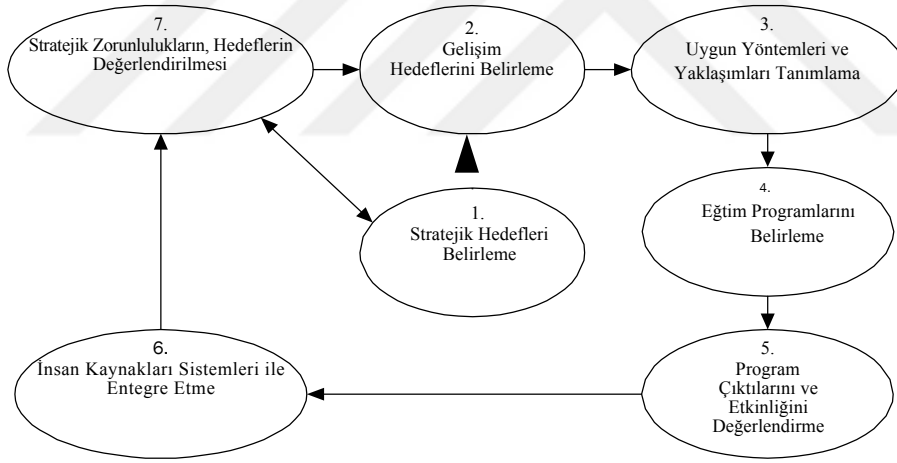 7.
Stratejik Zorunlulukların, Hedeflerin
Değerlendirilmesi
2.
Gelişim
Hedeflerini Belirleme
3.
Uygun Yöntemleri ve
Yaklaşımları Tanımlama
1.
Stratejik Hedefleri
Belirleme
4.
Eğtim Programlarını
Belirleme
5.
Program
Çıktılarını ve
Etkinliğini
Değerlendirme
6.
İnsan Kaynakları Sistemleri ile
Entegre Etme